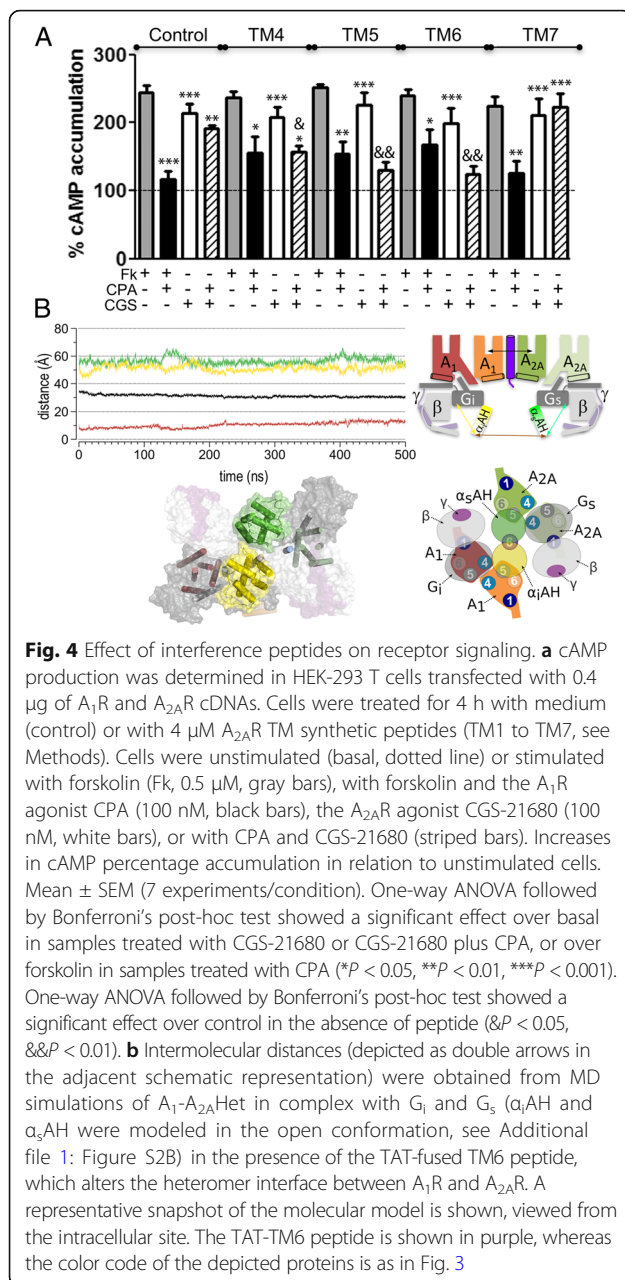 A
Control TM4 TM5 TM6 TM7
% cAMP accumulation
300
200
100
0
*** *** ** * *** & * ** *** && * *** && ** *** ***
Fk + + - - + + - - + + - - + + - - + + - -
CPA - + - + - + - + - + - + - + - + - + - +
CGS - - + + - - + + - - + + - - + + - - + +
B
distance (Å)
80
60
40
20
0
0 100 200 300 400 500
time (ns)
A1 A1 A2A A2A
γ β Gi αiAH αsAH Gs β γ
αsAH A2A
γ Gs
β A2A
A1 β
Gi αiAH γ
A1
1 4 6 5 4 5 1 4 6 5 5 4 6 1
Fig. 4 Effect of interference peptides on receptor signaling. a cAMP
production was determined in HEK-293 T cells transfected with 0.4
μg of A1R and A2AR cDNAs. Cells were treated for 4 h with medium
(control) or with 4 μM A2AR TM synthetic peptides (TM1 to TM7, see
Methods). Cells were unstimulated (basal, dotted line) or stimulated
with forskolin (Fk, 0.5 μM, gray bars), with forskolin and the A1R
agonist CPA (100 nM, black bars), the A2AR agonist CGS-21680 (100
nM, white bars), or with CPA and CGS-21680 (striped bars). Increases
in cAMP percentage accumulation in relation to unstimulated cells.
Mean ± SEM (7 experiments/condition). One-way ANOVA followed
by Bonferroni's post-hoc test showed a significant effect over basal
in samples treated with CGS-21680 or CGS-21680 plus CPA, or over
forskolin in samples treated with CPA (*P < 0.05, **P < 0.01, ***P < 0.001).
One-way ANOVA followed by Bonferroni's post-hoc test showed a
significant effect over control in the absence of peptide (&P < 0.05,
&&P < 0.01). b Intermolecular distances (depicted as double arrows in
the adjacent schematic representation) were obtained from MD
simulations of A1-A2AHet in complex with Gi and Gs (αiAH and
αsAH were modeled in the open conformation, see Additional
file 1: Figure S2B) in the presence of the TAT-fused TM6 peptide,
which alters the heteromer interface between A1R and A2AR. A
representative snapshot of the molecular model is shown, viewed from
the intracellular site. The TAT-TM6 peptide is shown in purple, whereas
the color code of the depicted proteins is as in Fig. 3